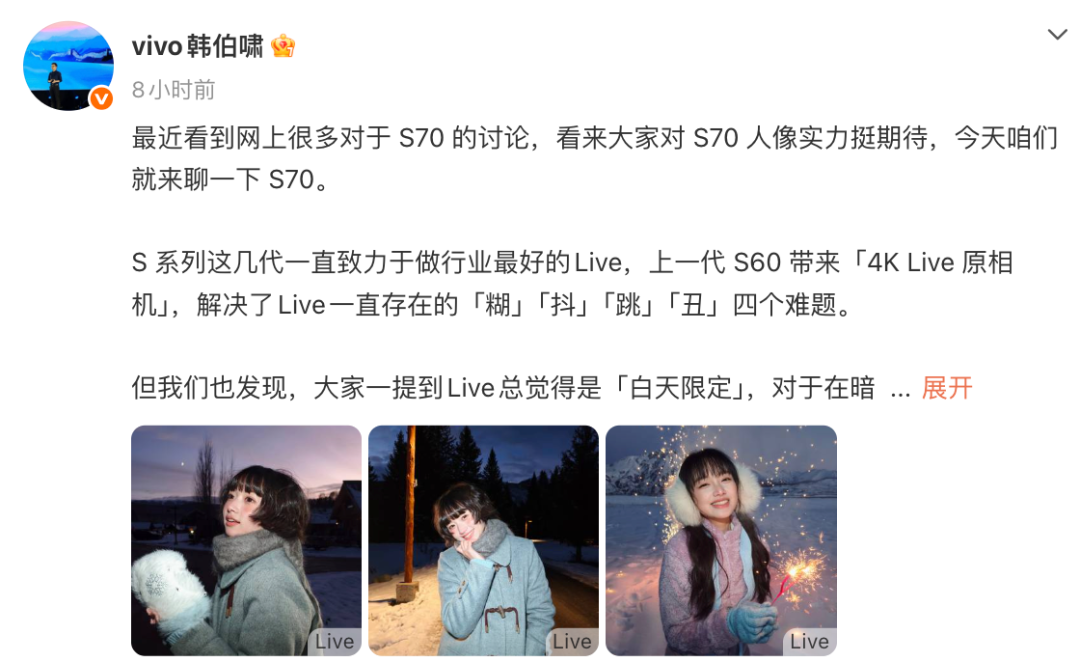 vivo韩伯啸
8小时前
最近看到网上很多对于 S70 的讨论，看来大家对 S70 人像实力挺期待，今天咱们
就来聊一下 S70。
S 系列这几代一直致力于做行业最好的Live，上一代 S60 带来「4K Live 原相
机」，解决了Live一直存在的「糊」「抖」「跳」「丑」四个难题。
但我们也发现，大家一提到Live总觉得是「白天限定」，对于在暗 ... 展开
Live
Live
Live